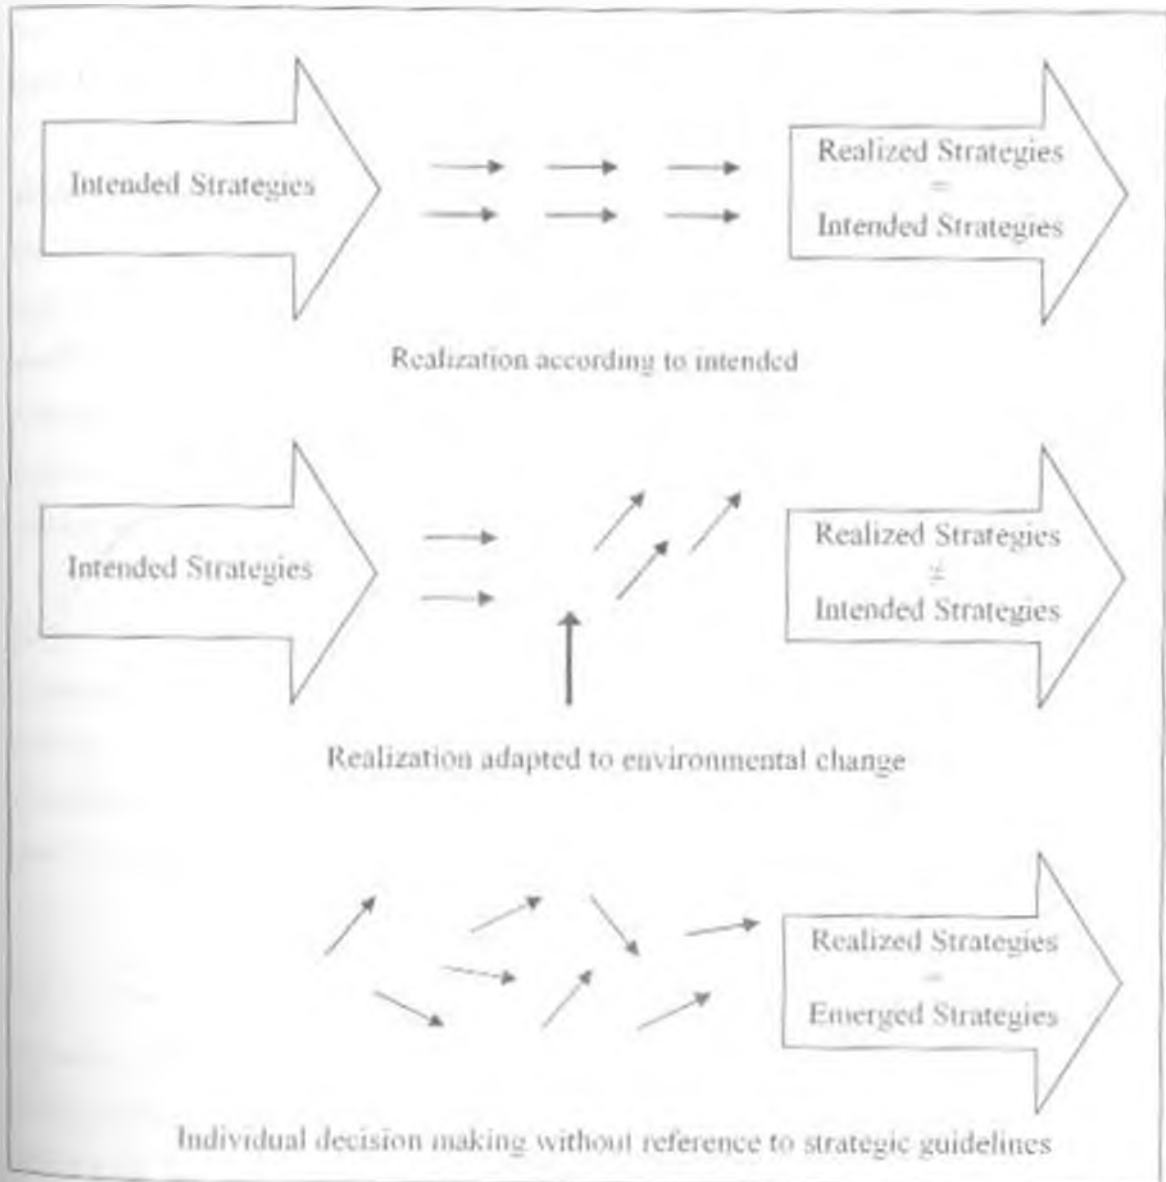 Intended Strategies
Realized Strategies
=
Intended Strategies
Realization according to intended
Intended Strategies
Realized Strategies
≠
Intended Strategies
Realization adapted to environmental change
Realized Strategies
=
Emerged Strategies
Individual decision making without reference to strategic guidelines